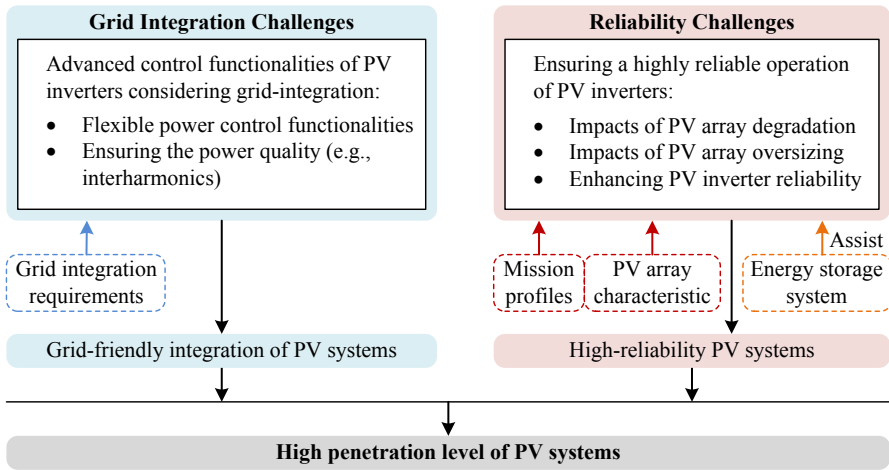 Grid Integration Challenges
Advanced control functionalities of PV
inverters considering grid-integration:
• Flexible power control functionalities
• Ensuring the power quality (e.g.,
interharmonics)
Reliability Challenges
Ensuring a highly reliable operation
of PV inverters:
• Impacts of PV array degradation
• Impacts of PV array oversizing
• Enhancing PV inverter reliability
Grid integration
requirements
Mission
profiles
PV array
characteristic
Assist
Energy storage
system
Grid-friendly integration of PV systems
High-reliability PV systems
High penetration level of PV systems